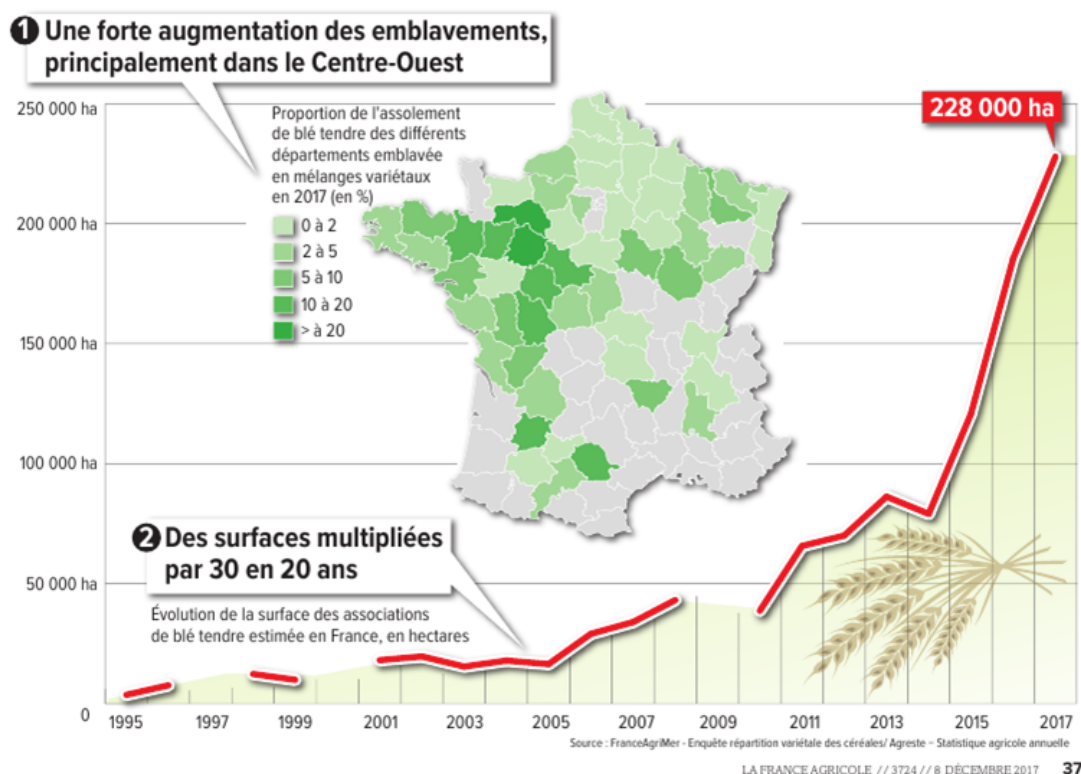 1 Une forte augmentation des emblavements,
principalement dans le Centre-Ouest
250 000 ha
200 000 ha
150 000 ha
100 000 ha
50 000 ha
0
Proportion de l'assolement
de blé tendre des différents
départements emblavée
en mélanges variétaux
en 2017 (en %)
0 à 2
2 à 5
5 à 10
10 à 20
> à 20
228 000 ha
2 Des surfaces multipliées
par 30 en 20 ans
Évolution de la surface des associations
de blé tendre estimée en France, en hectares
1995 1997 1999 2001 2003 2005 2007 2009 2011 2013 2015 2017
Source : FranceAgriMer - Enquête répartition variétale des céréales/ Agreste – Statistique agricole annuelle
LA FRANCE AGRICOLE // 3724 // 8 DÉCEMBRE 2017 37